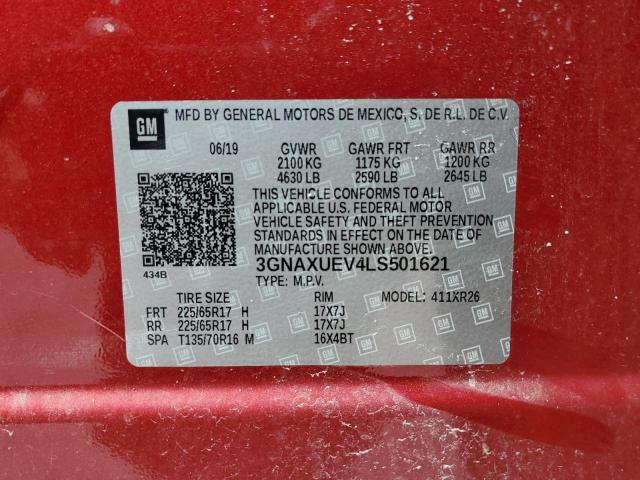 GM MFD BY GENERAL MOTORS DE MEXICO, S. DE R.L. DE C.V.
06/19 GVWR GAWR FRT GAWR RR
2100 KG 1175 KG 1200 KG
4630 LB 2590 LB 2645 LB
THIS VEHICLE CONFORMS TO ALL
APPLICABLE U.S. FEDERAL MOTOR
VEHICLE SAFETY AND THEFT PREVENTION
STANDARDS IN EFFECT ON THE DATE OF
MANUFACTURE SHOWN ABOVE.
434B 3GNAXUEV4LS501621
TYPE: M.P.V.
TIRE SIZE RIM MODEL: 411XR26
FRT 225/65R17 H 17X7J
RR 225/65R17 H 17X7J
SPA T135/70R16 M 16X4BT